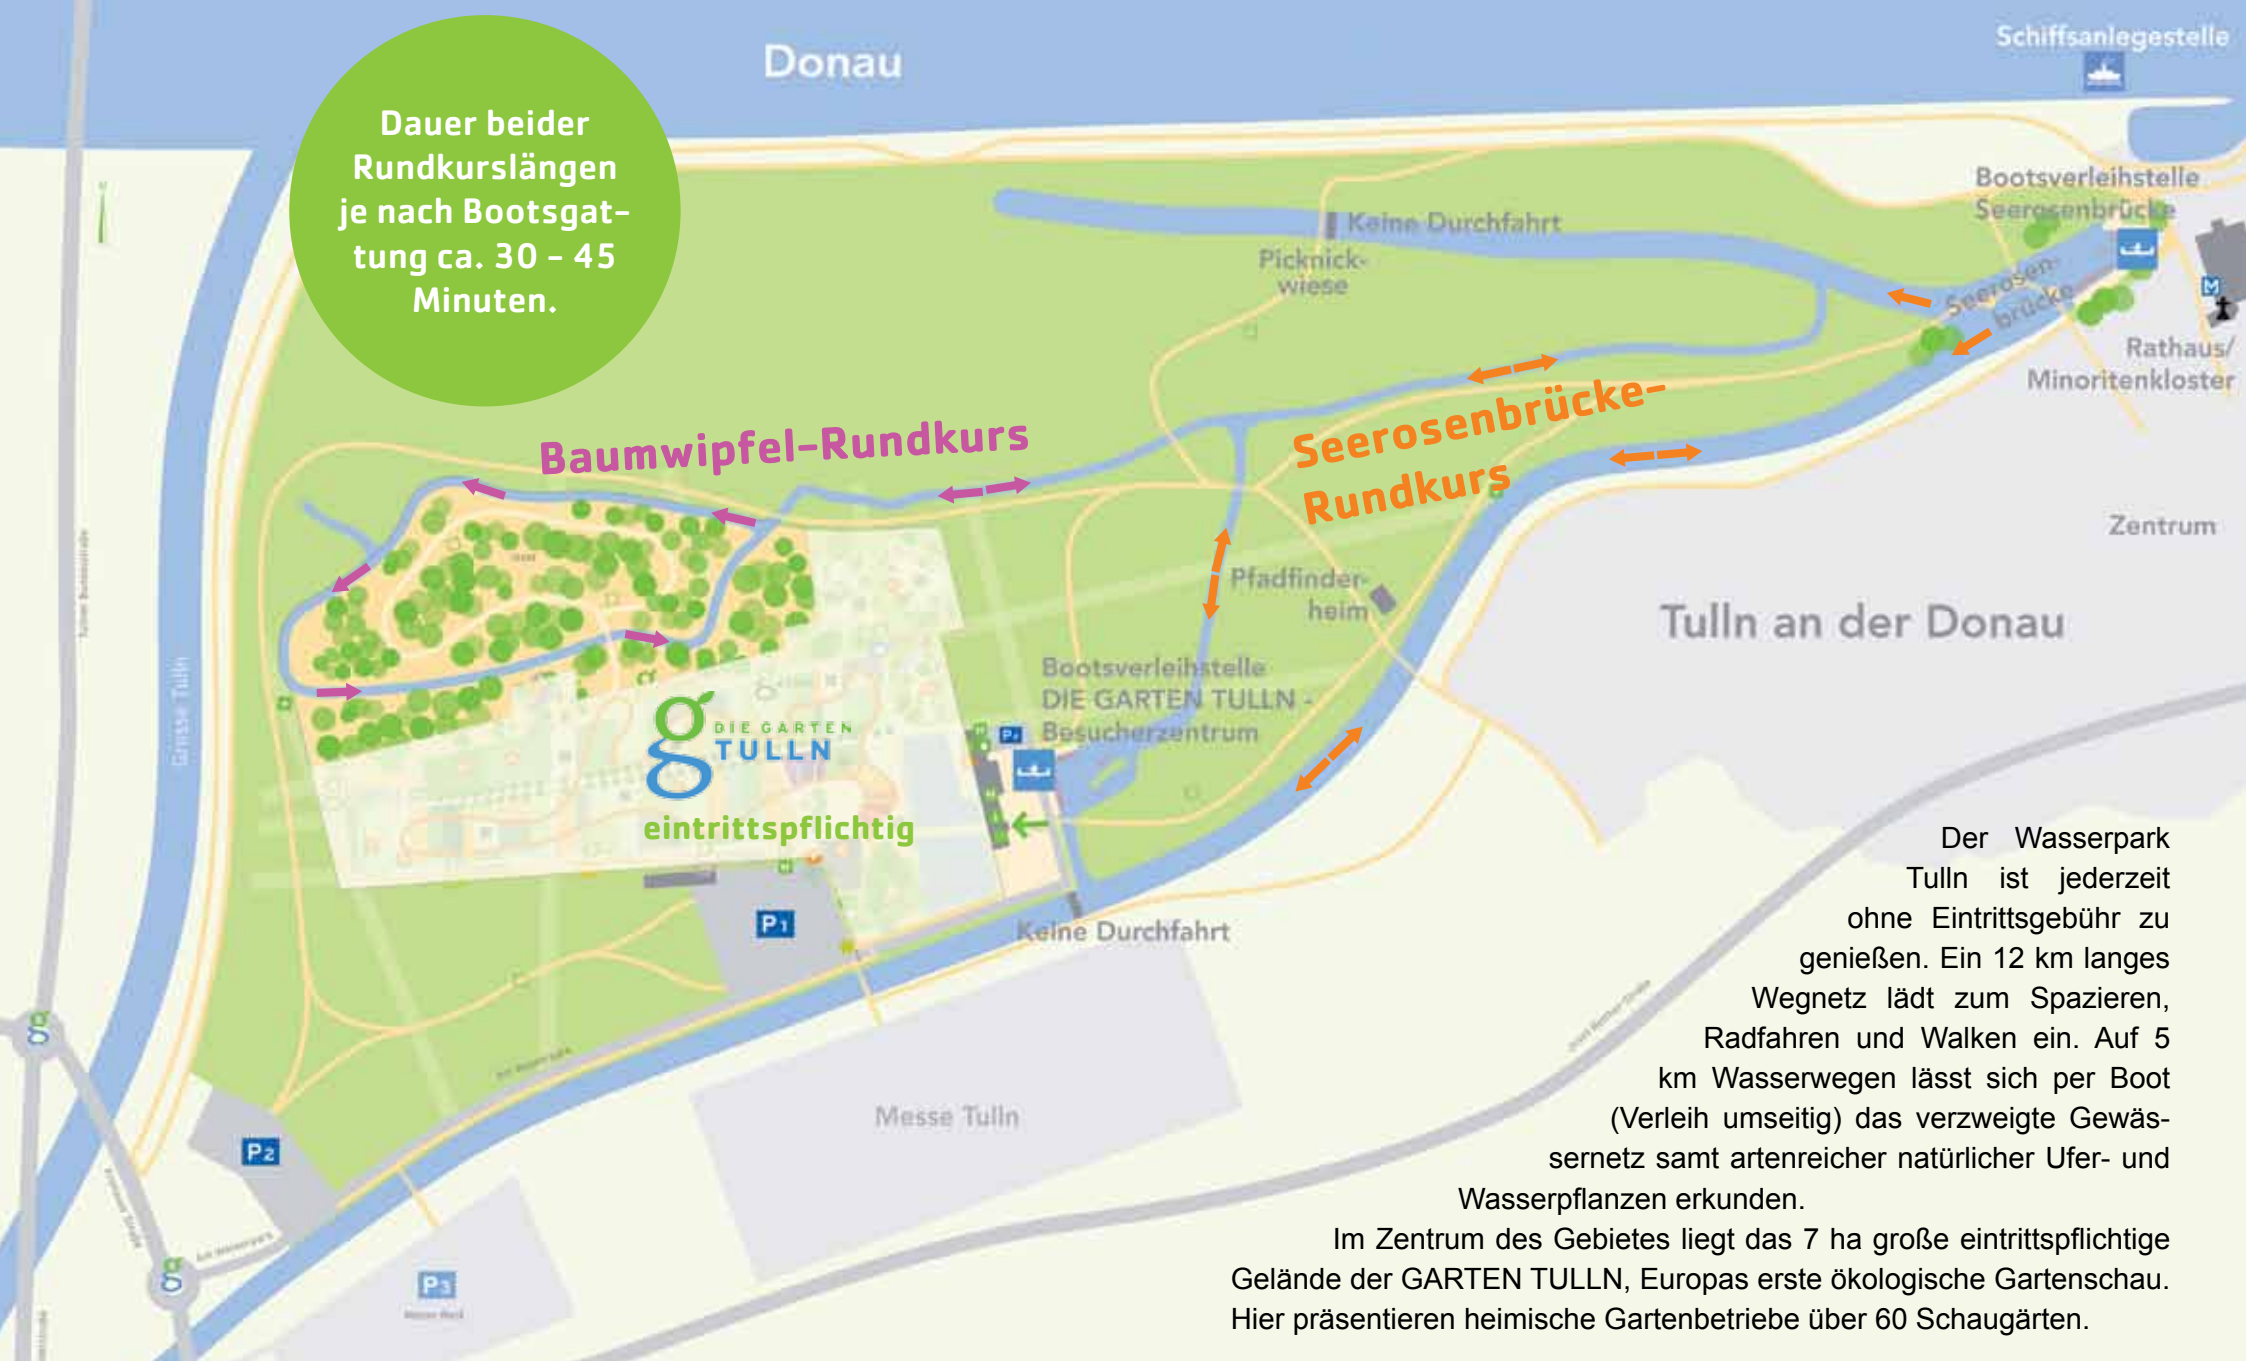 Donau
Schiffsanlegestelle
Dauer beider
Rundkurslängen
je nach Bootsgat-
tung ca. 30 - 45
Minuten.
Bootsverleihstelle
Seerosenbrücke
Keine Durchfahrt
Picknick-
wiese
Seerosen-
brücke
M
Rathaus/
Minoritenkloster
Baumwipfel-Rundkurs
Seerosenbrücke-
Rundkurs
Zentrum
Pfadfinder-
heim
Tulln an der Donau
Grosse Tulln
Bootsverleihstelle
DIE GARTEN TULLN -
Besucherzentrum
g
DIE GARTEN
TULLN
eintrittspflichtig
P1
Keine Durchfahrt
Messe Tulln
P2
P3
Der Wasserpark
Tulln ist jederzeit
ohne Eintrittsgebühr zu
genießen. Ein 12 km langes
Wegnetz lädt zum Spazieren,
Radfahren und Walken ein. Auf 5
km Wasserwegen lässt sich per Boot
(Verleih umseitig) das verzweigte Gewäs-
sernetz samt artenreicher natürlicher Ufer- und
Wasserpflanzen erkunden.
Im Zentrum des Gebietes liegt das 7 ha große eintrittspflichtige
Gelände der GARTEN TULLN, Europas erste ökologische Gartenschau.
Hier präsentieren heimische Gartenbetriebe über 60 Schaugärten.